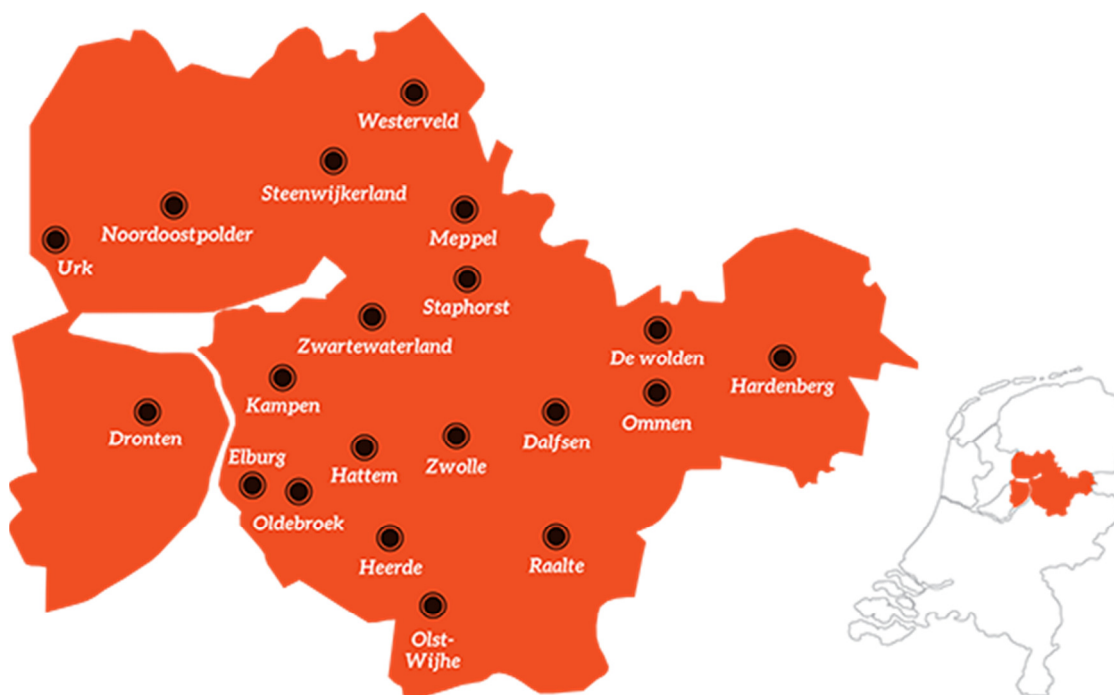 Westerveld
Steenwijkerland
Noordoostpolder
Meppel
Urk
Staphorst
Zwartewaterland
De wolden
Hardenberg
Kampen
Ommen
Dronten
Dalfsen
Elburg
Hattem
Zwolle
Oldebroek
Heerde
Raalte
Olst-
Wijhe